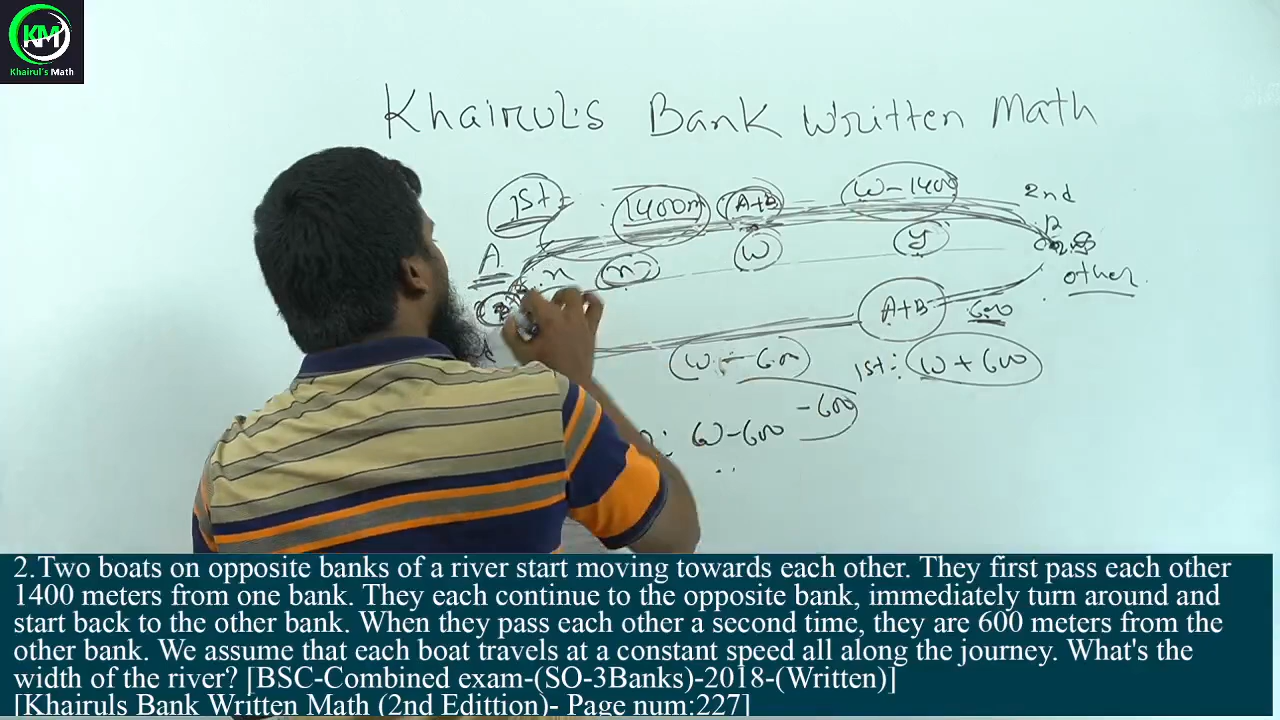 KM
Khairul's Math
Khairul's Bank Written Math
1st = 1400m A+B W-1400 2nd
A W y B
x other
A+B 600
W-600 1st: W+600
-600
W-600
2.Two boats on opposite banks of a river start moving towards each other. They first pass each other
1400 meters from one bank. They each continue to the opposite bank, immediately turn around and
start back to the other bank. When they pass each other a second time, they are 600 meters from the
other bank. We assume that each boat travels at a constant speed all along the journey. What's the
width of the river? [BSC-Combined exam-(SO-3Banks)-2018-(Written)]
[Khairuls Bank Written Math (2nd Edittion)- Page num:227]